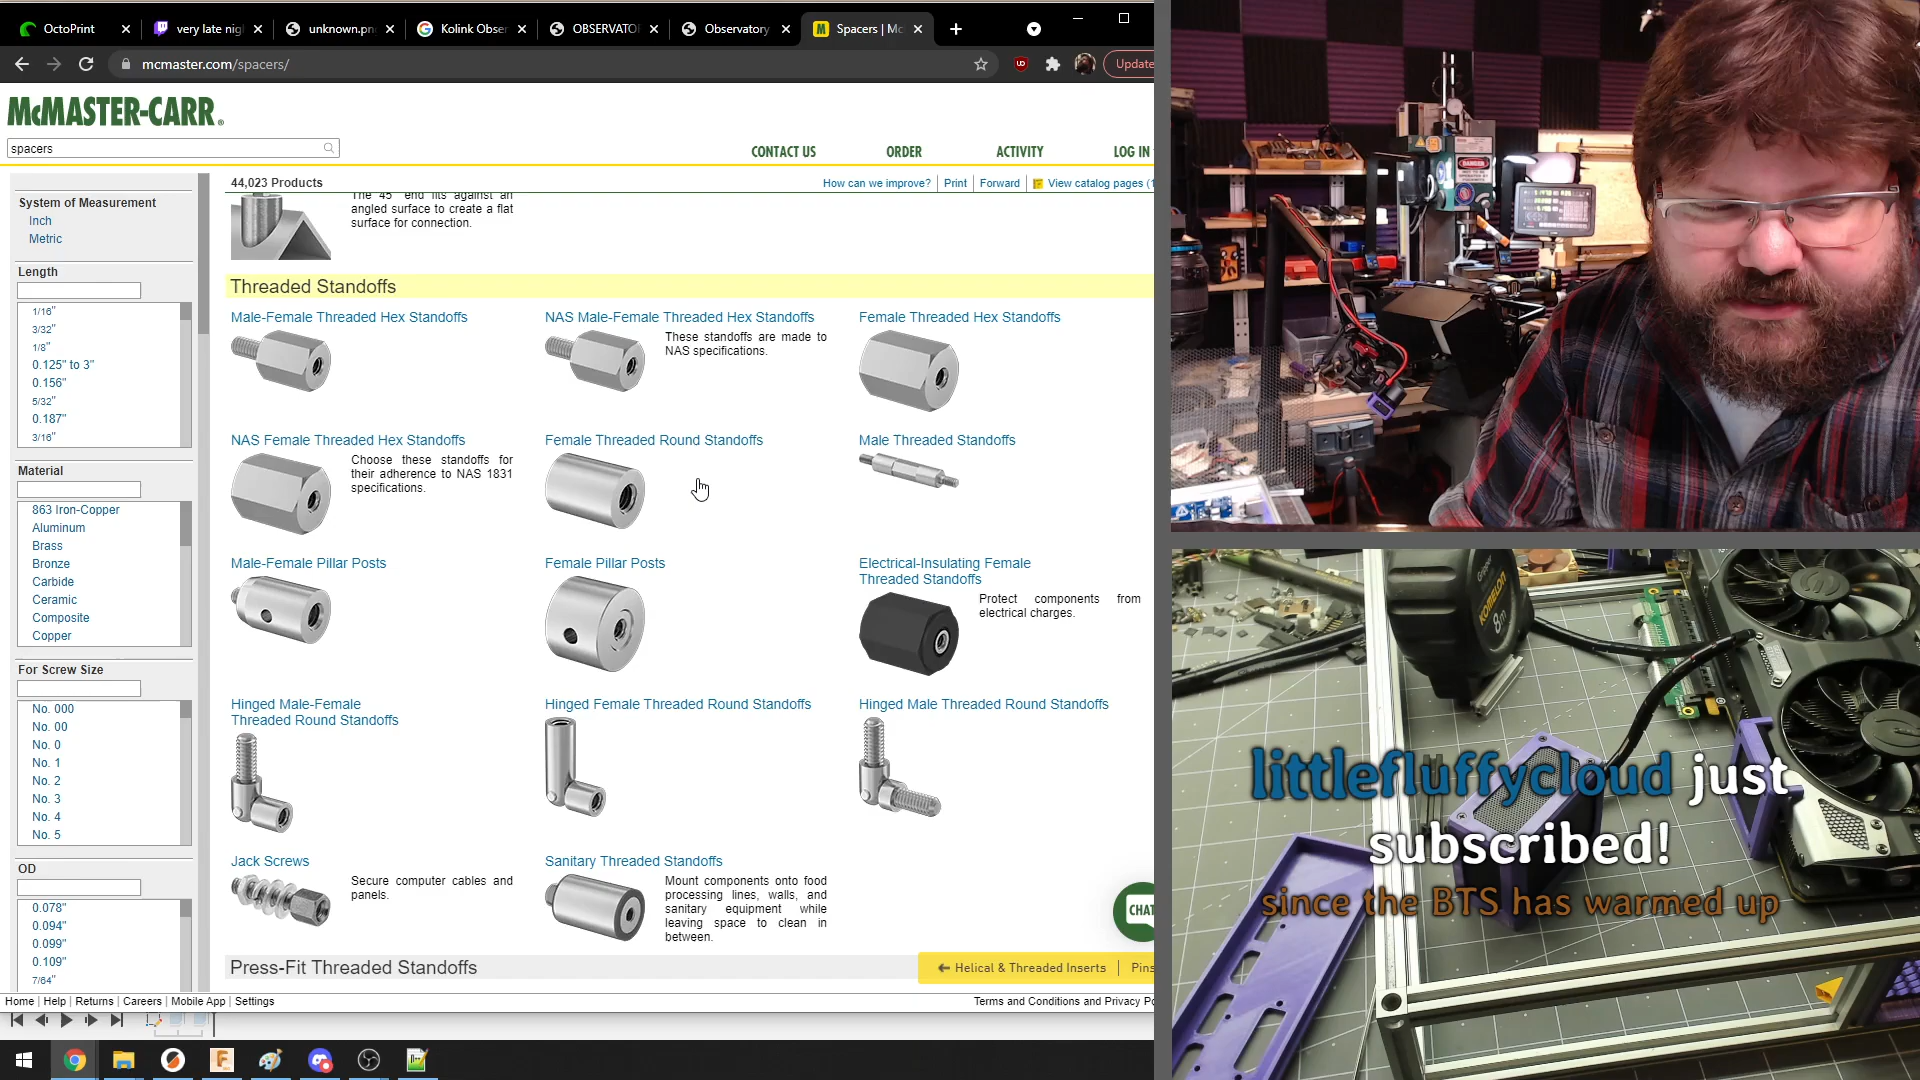 OctoPrint
very late nig
unknown.pn
Kolink Obser
OBSERVATO
Observatory
Spacers | Mc
mcmaster.com/spacers/
Update
McMASTER-CARR
spacers
CONTACT US
ORDER
ACTIVITY
LOG IN
44,023 Products
How can we improve?
Print
Forward
View catalog pages (1
System of Measurement
Inch
Metric
Length
1/16"
3/32"
1/8"
0.125" to 3"
0.156"
5/32"
0.187"
3/16"
Material
863 Iron-Copper
Aluminum
Brass
Bronze
Carbide
Ceramic
Composite
Copper
For Screw Size
No. 000
No. 00
No. 0
No. 1
No. 2
No. 3
No. 4
No. 5
OD
0.078"
0.094"
0.099"
0.109"
7/64"
The 45° end fits against an
angled surface to create a flat
surface for connection.
Threaded Standoffs
Male-Female Threaded Hex Standoffs
NAS Male-Female Threaded Hex Standoffs
These standoffs are made to
NAS specifications.
Female Threaded Hex Standoffs
NAS Female Threaded Hex Standoffs
Choose these standoffs for
their adherence to NAS 1831
specifications.
Female Threaded Round Standoffs
Male Threaded Standoffs
Male-Female Pillar Posts
Female Pillar Posts
Electrical-Insulating Female
Threaded Standoffs
Protect components from
electrical charges.
Hinged Male-Female
Threaded Round Standoffs
Hinged Female Threaded Round Standoffs
Hinged Male Threaded Round Standoffs
Jack Screws
Secure computer cables and
panels.
Sanitary Threaded Standoffs
Mount components onto food
processing lines, walls, and
sanitary equipment while
leaving space to clean in
between.
CHAT
Press-Fit Threaded Standoffs
Helical & Threaded Inserts
Pins
Home | Help | Returns | Careers | Mobile App | Settings
Terms and Conditions and Privacy Po
DANGER
KOMELON
8m
littlefluffycloud just
subscribed!
since the BTS has warmed up